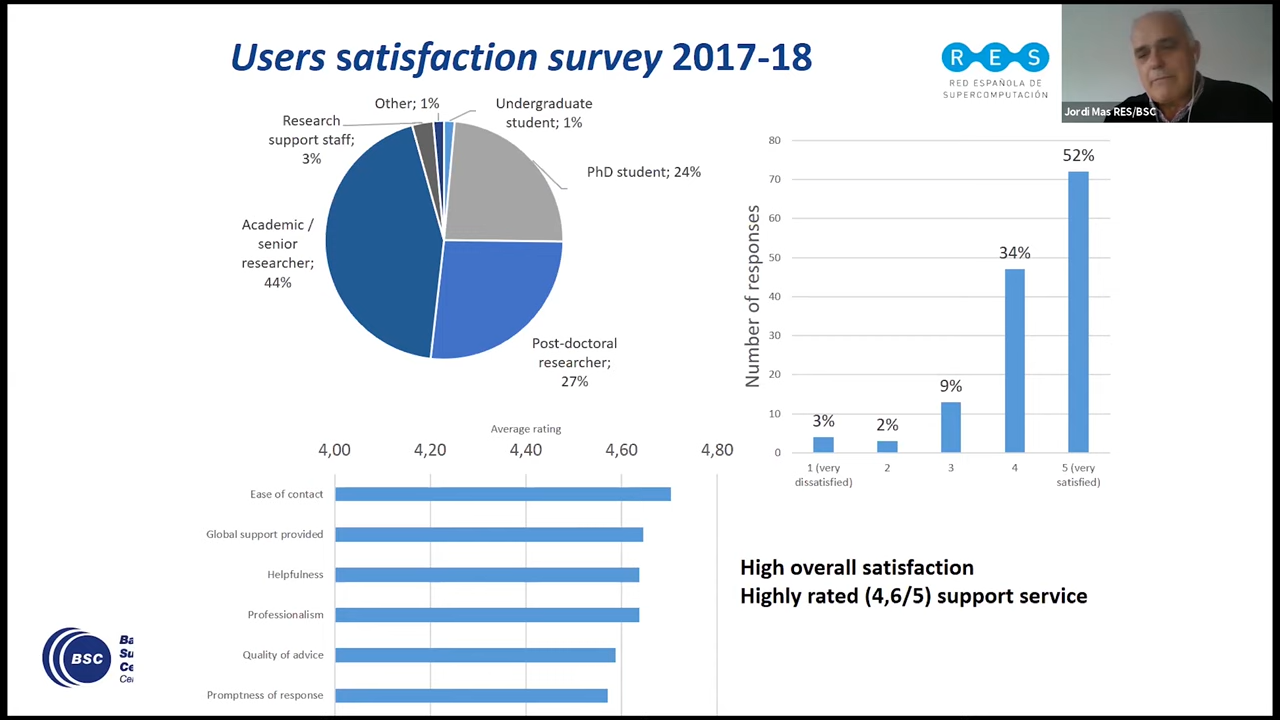 Users satisfaction survey 2017-18
R E S
RED ESPAÑOLA DE
SUPERCOMPUTACIÓN
Jordi Mas RES/BSC
Other; 1%
Undergraduate
student; 1%
Research
support staff;
3%
PhD student; 24%
Academic /
senior
researcher;
44%
Post-doctoral
researcher;
27%
Number of responses
80
70
60
50
40
30
20
10
0
3%
2%
9%
34%
52%
1 (very
dissatisfied)
2
3
4
5 (very
satisfied)
Average rating
4,00 4,20 4,40 4,60 4,80
Ease of contact
Global support provided
Helpfulness
Professionalism
Quality of advice
Promptness of response
High overall satisfaction
Highly rated (4,6/5) support service
BSC
Ba
Su
Ce
Cen